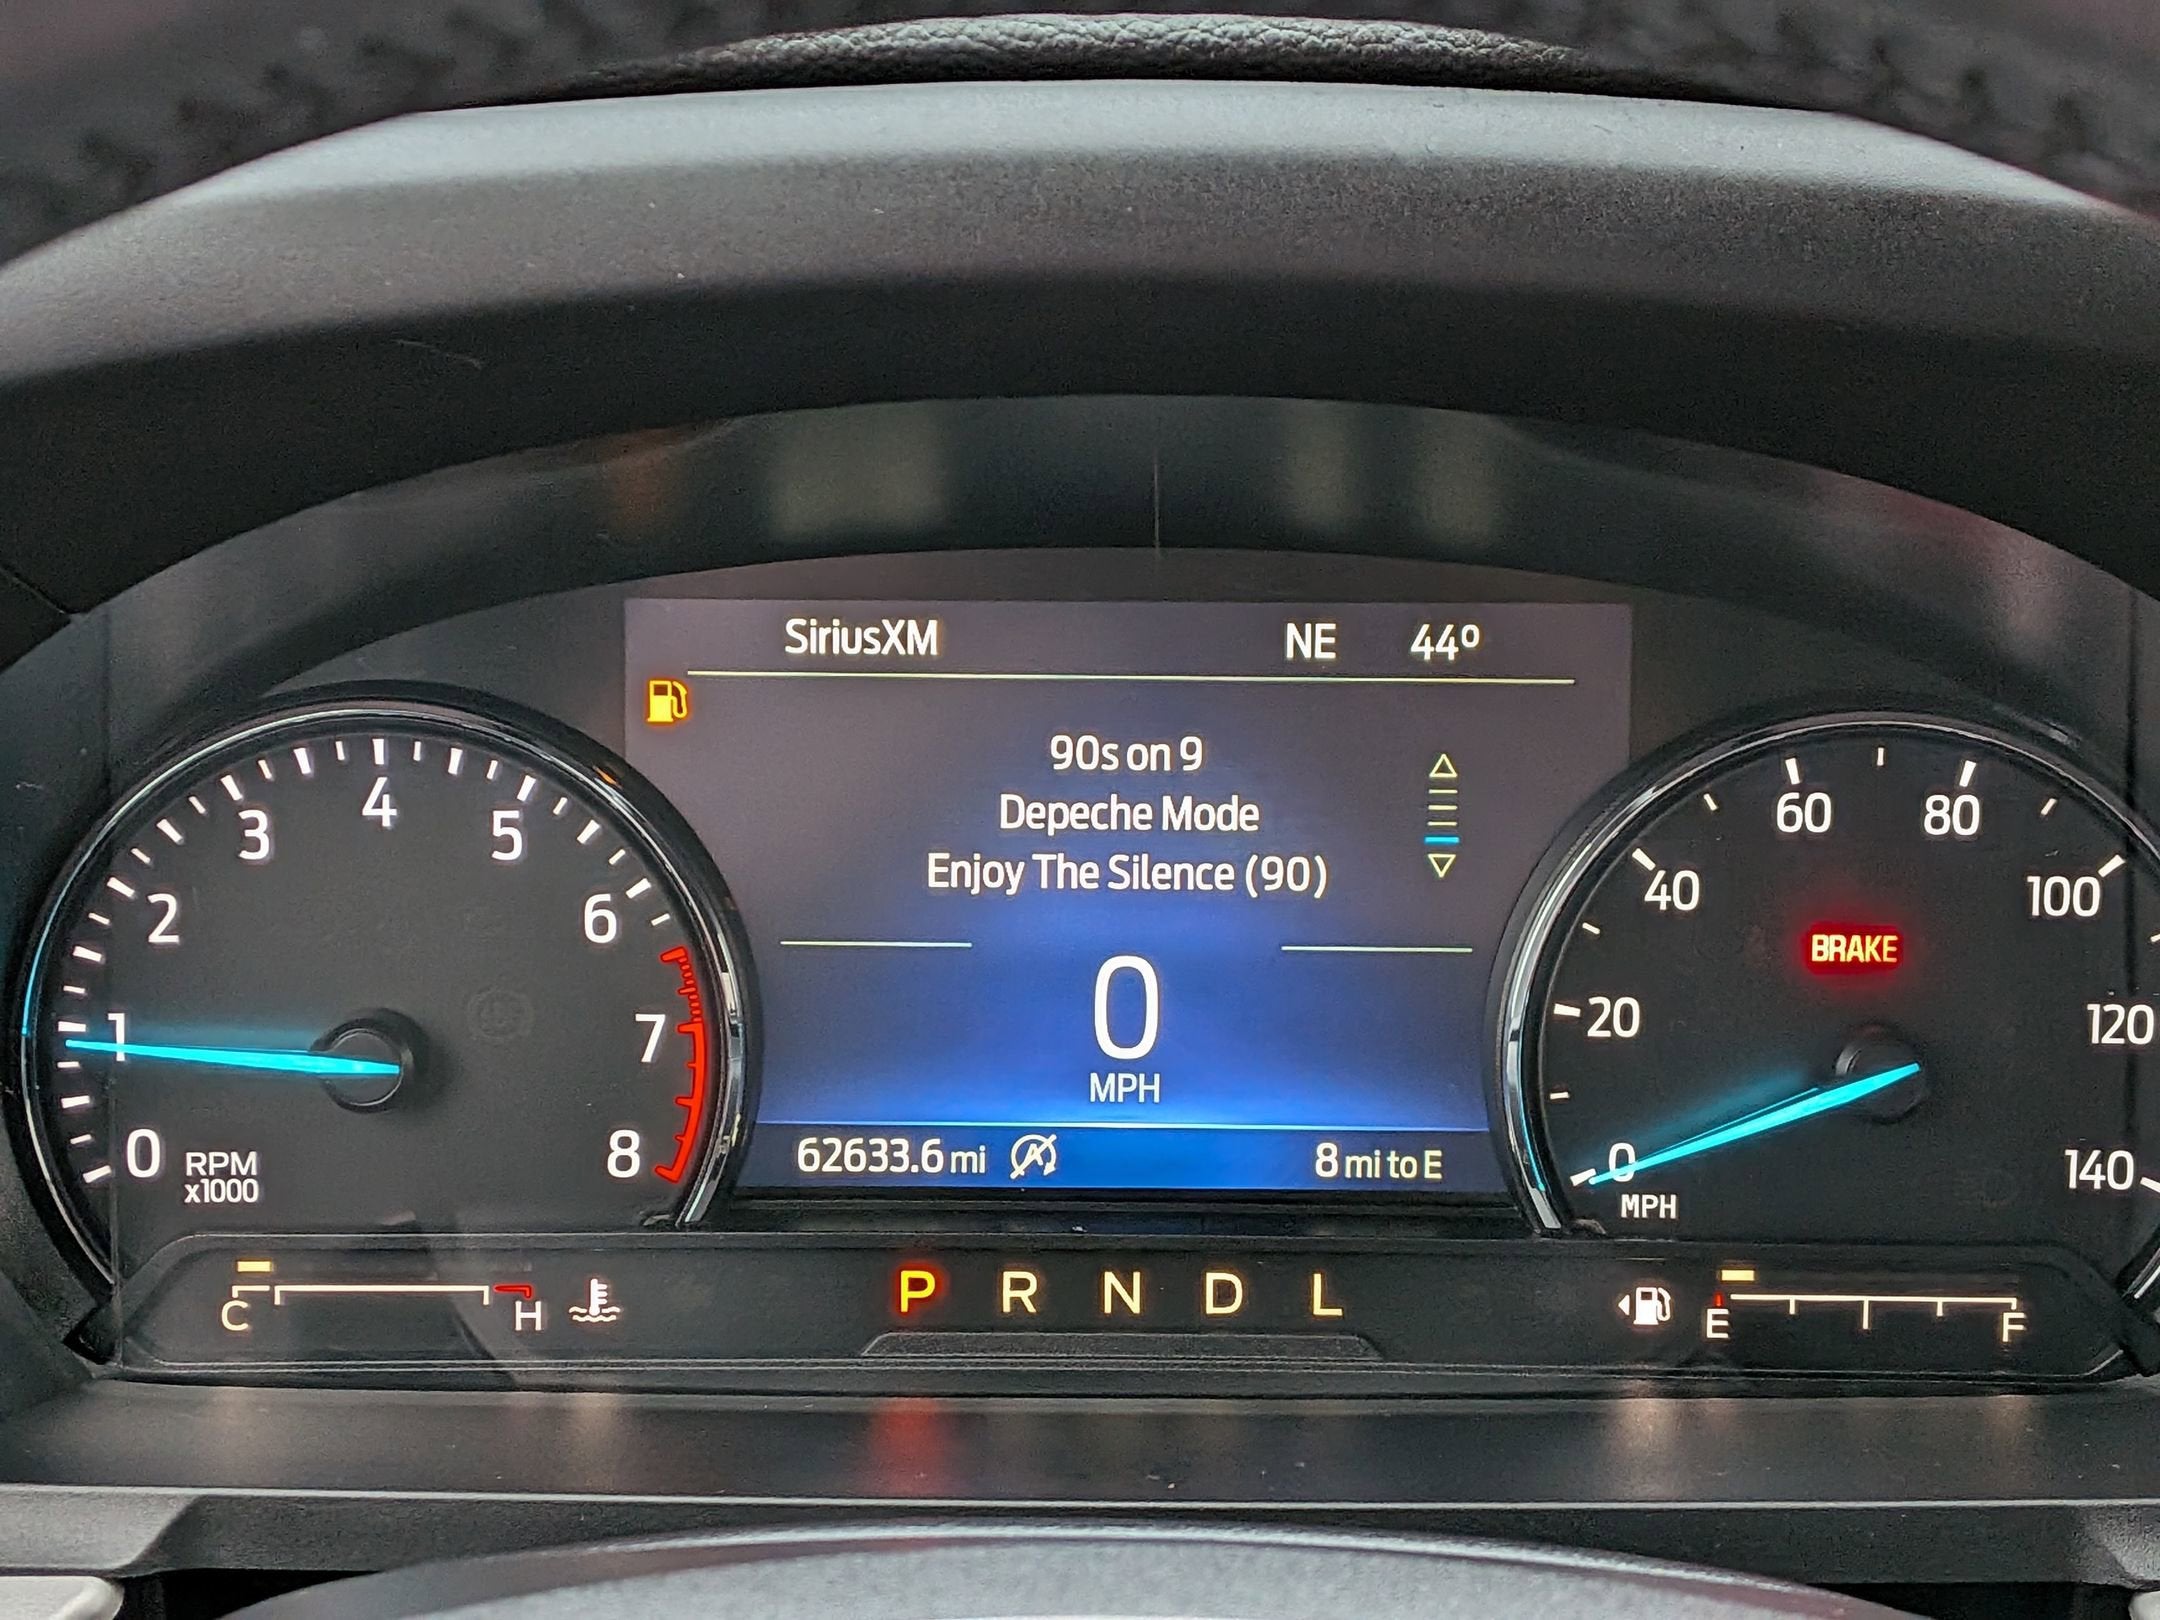 SiriusXM NE 44º
90s on 9
Depeche Mode
Enjoy The Silence (90)
0
MPH
62633.6 mi A 8 mi to E
0 1 2 3 4 5 6 7 8
RPM
x1000
0 20 40 60 80 100 120 140
BRAKE
MPH
C H
P R N D L
E F